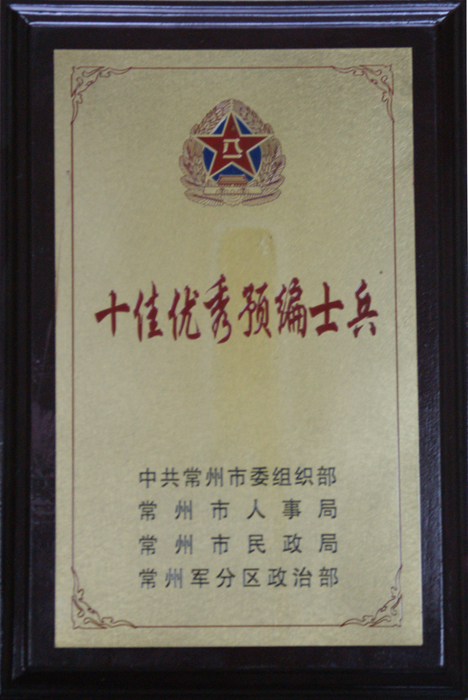 八一
十佳优秀预编士兵
中共常州市委组织部
常州市人事局
常州市民政局
常州军分区政治部